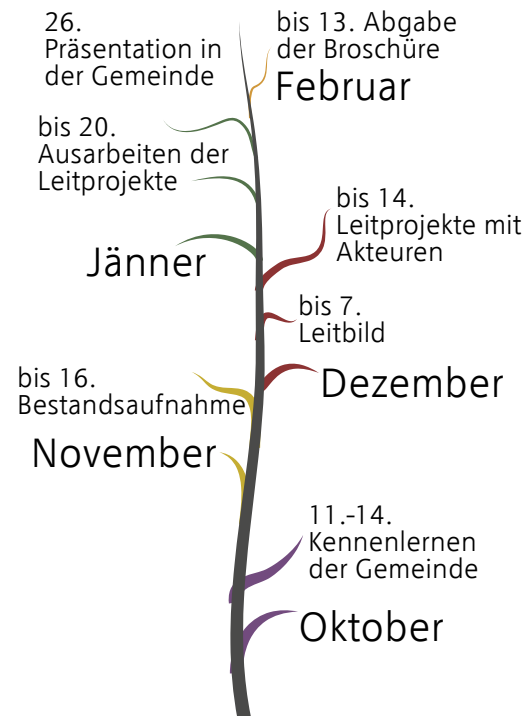 26.
Präsentation in
der Gemeinde
bis 13. Abgabe
der Broschüre
Februar
bis 20.
Ausarbeiten der
Leitprojekte
Jänner
bis 14.
Leitprojekte mit
Akteuren
bis 7.
Leitbild
Dezember
bis 16.
Bestandsaufnahme
November
11.-14.
Kennenlernen
der Gemeinde
Oktober